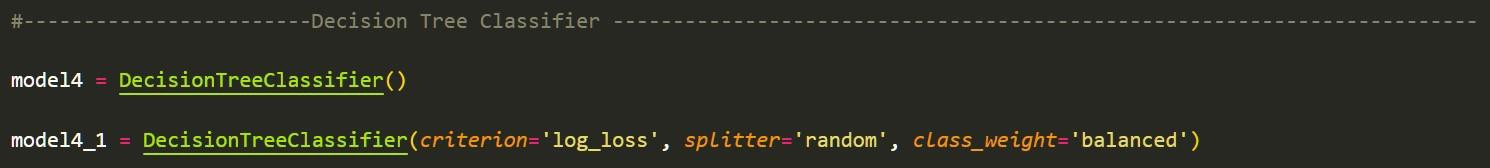 #------------------------Decision Tree Classifier ------------------------------------------------------------------------
model4 = DecisionTreeClassifier()
model4_1 = DecisionTreeClassifier(criterion='log_loss', splitter='random', class_weight='balanced')